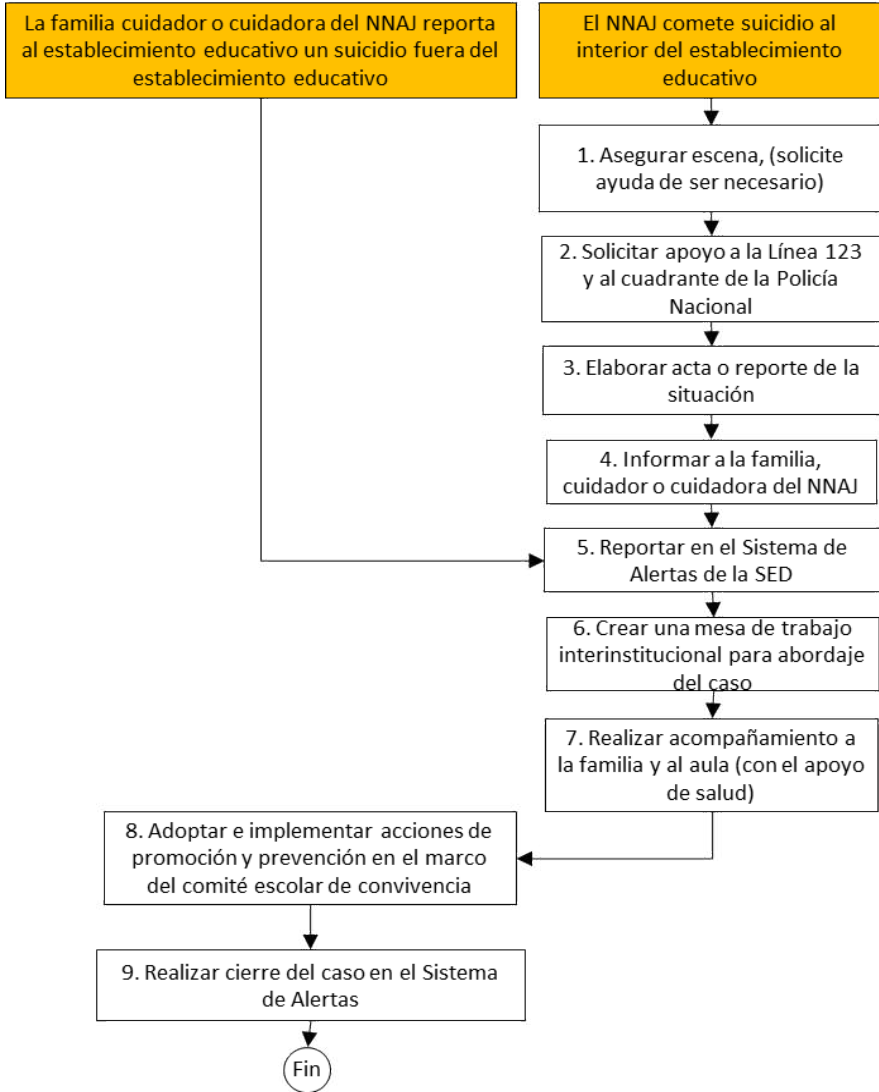 La familia cuidador o cuidadora del NNAJ reporta
al establecimiento educativo un suicidio fuera del
establecimiento educativo
El NNAJ comete suicidio al
interior del establecimiento
educativo
1. Asegurar escena, (solicite
ayuda de ser necesario)
2. Solicitar apoyo a la Línea 123
y al cuadrante de la Policía
Nacional
3. Elaborar acta o reporte de la
situación
4. Informar a la familia,
cuidador o cuidadora del NNAJ
5. Reportar en el Sistema de
Alertas de la SED
6. Crear una mesa de trabajo
interinstitucional para abordaje
del caso
7. Realizar acompañamiento a
la familia y al aula (con el apoyo
de salud)
8. Adoptar e implementar acciones de
promoción y prevención en el marco
del comité escolar de convivencia
9. Realizar cierre del caso en el Sistema
de Alertas
Fin